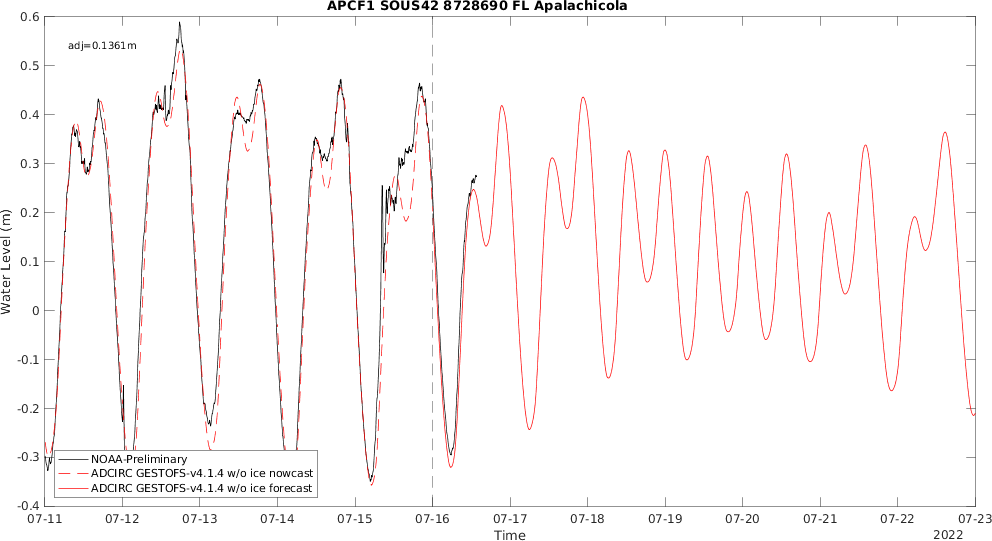 APCF1 SOUS42 8728690 FL Apalachicola
adj=0.1361m
0.6
0.5
0.4
0.3
0.2
0.1
0
-0.1
-0.2
-0.3
-0.4
Water Level (m)
NOAA-Preliminary
ADCIRC GESTOFS-v4.1.4 w/o ice nowcast
ADCIRC GESTOFS-v4.1.4 w/o ice forecast
07-11 07-12 07-13 07-14 07-15 07-16 07-17 07-18 07-19 07-20 07-21 07-22 07-23
Time
2022